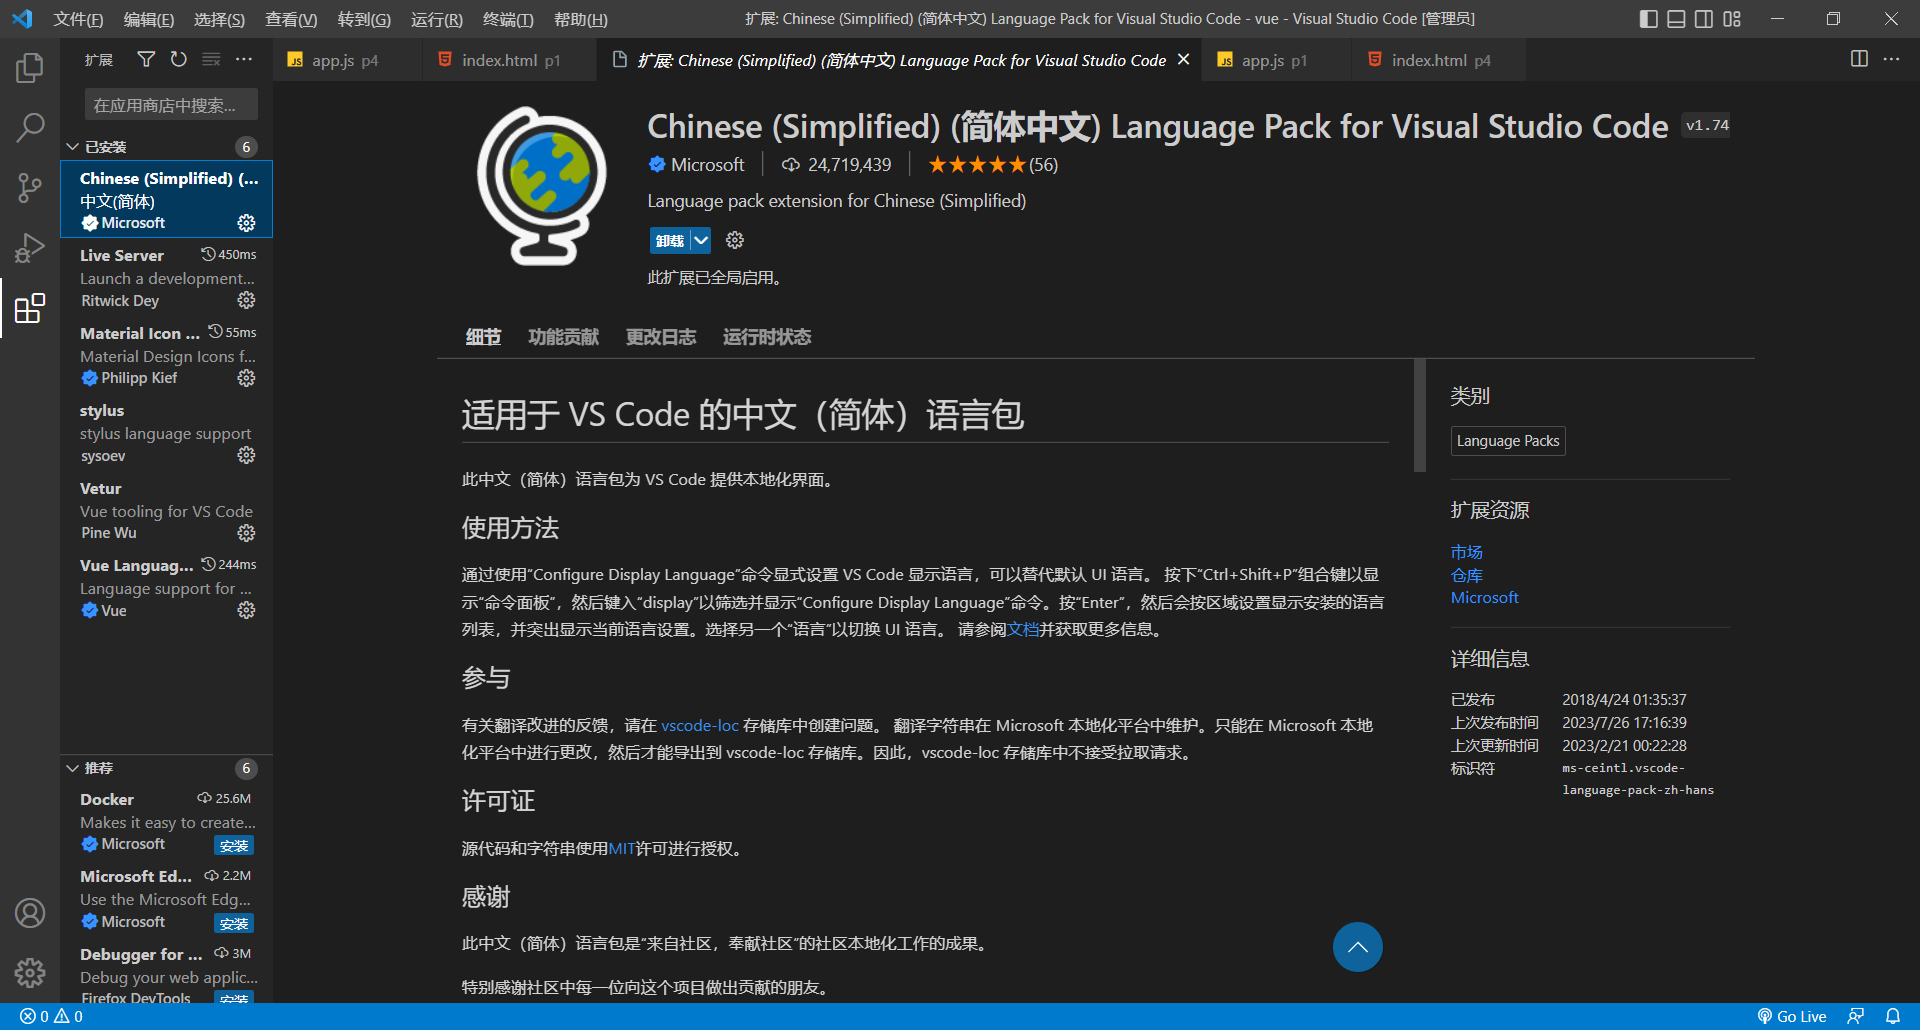 文件(F) 编辑(E) 选择(S) 查看(V) 转到(G) 运行(R) 终端(T) 帮助(H)
扩展: Chinese (Simplified) (简体中文) Language Pack for Visual Studio Code - vue - Visual Studio Code [管理员]
扩展
app.js p4
index.html p1
扩展: Chinese (Simplified) (简体中文) Language Pack for Visual Studio Code
app.js p1
index.html p4
在应用商店中搜索...
已安装 6
Chinese (Simplified) (...
中文(简体)
Microsoft
Live Server 450ms
Launch a development...
Ritwick Dey
Material Icon ... 55ms
Material Design Icons f...
Philipp Kief
stylus
stylus language support
sysoev
Vetur
Vue tooling for VS Code
Pine Wu
Vue Languag... 244ms
Language support for ...
Vue
推荐 6
Docker 25.6M
Makes it easy to create...
Microsoft 安装
Microsoft Ed... 2.2M
Use the Microsoft Edg...
Microsoft 安装
Debugger for ... 3M
Debug your web applic...
Firefox DevTools 安装
Chinese (Simplified) (简体中文) Language Pack for Visual Studio Code v1.74
Microsoft 24,719,439 (56)
Language pack extension for Chinese (Simplified)
卸载
此扩展已全局启用。
细节 功能贡献 更改日志 运行时状态
适用于 VS Code 的中文（简体）语言包
此中文（简体）语言包为 VS Code 提供本地化界面。
使用方法
通过使用“Configure Display Language”命令显式设置 VS Code 显示语言，可以替代默认 UI 语言。 按下“Ctrl+Shift+P”组合键以显
示“命令面板”，然后键入“display”以筛选并显示“Configure Display Language”命令。按“Enter”，然后会按区域设置显示安装的语言
列表，并突出显示当前语言设置。选择另一个“语言”以切换 UI 语言。 请参阅文档并获取更多信息。
参与
有关翻译改进的反馈，请在 vscode-loc 存储库中创建问题。 翻译字符串在 Microsoft 本地化平台中维护。只能在 Microsoft 本地
化平台中进行更改，然后才能导出到 vscode-loc 存储库。因此，vscode-loc 存储库中不接受拉取请求。
许可证
源代码和字符串使用MIT许可进行授权。
感谢
此中文（简体）语言包是“来自社区，奉献社区”的社区本地化工作的成果。
特别感谢社区中每一位向这个项目做出贡献的朋友。
类别
Language Packs
扩展资源
市场
仓库
Microsoft
详细信息
已发布 2018/4/24 01:35:37
上次发布时间 2023/7/26 17:16:39
上次更新时间 2023/2/21 00:22:28
标识符 ms-ceintl.vscode-
language-pack-zh-hans
0 0
Go Live